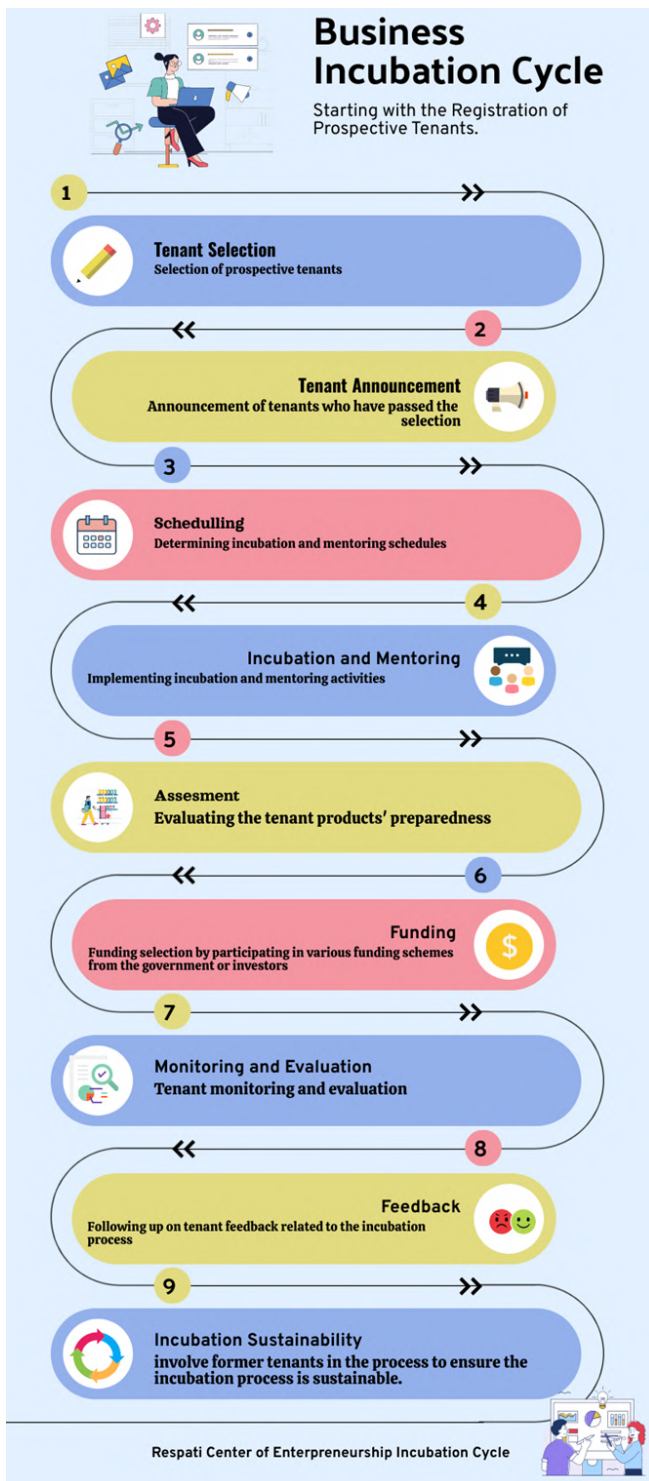 Business
Incubation Cycle
Starting with the Registration of
Prospective Tenants.
1
Tenant Selection
Selection of prospective tenants
2
Tenant Announcement
Announcement of tenants who have passed the
selection
3
Schedulling
Determining incubation and mentoring schedules
4
Incubation and Mentoring
Implementing incubation and mentoring activities
5
Assesment
Evaluating the tenant products' preparedness
6
Funding
Funding selection by participating in various funding schemes
from the government or investors
$
7
Monitoring and Evaluation
Tenant monitoring and evaluation
8
Feedback
Following up on tenant feedback related to the incubation
process
9
Incubation Sustainability
involve former tenants in the process to ensure the
incubation process is sustainable.
Respati Center of Enterpreneurship Incubation Cycle